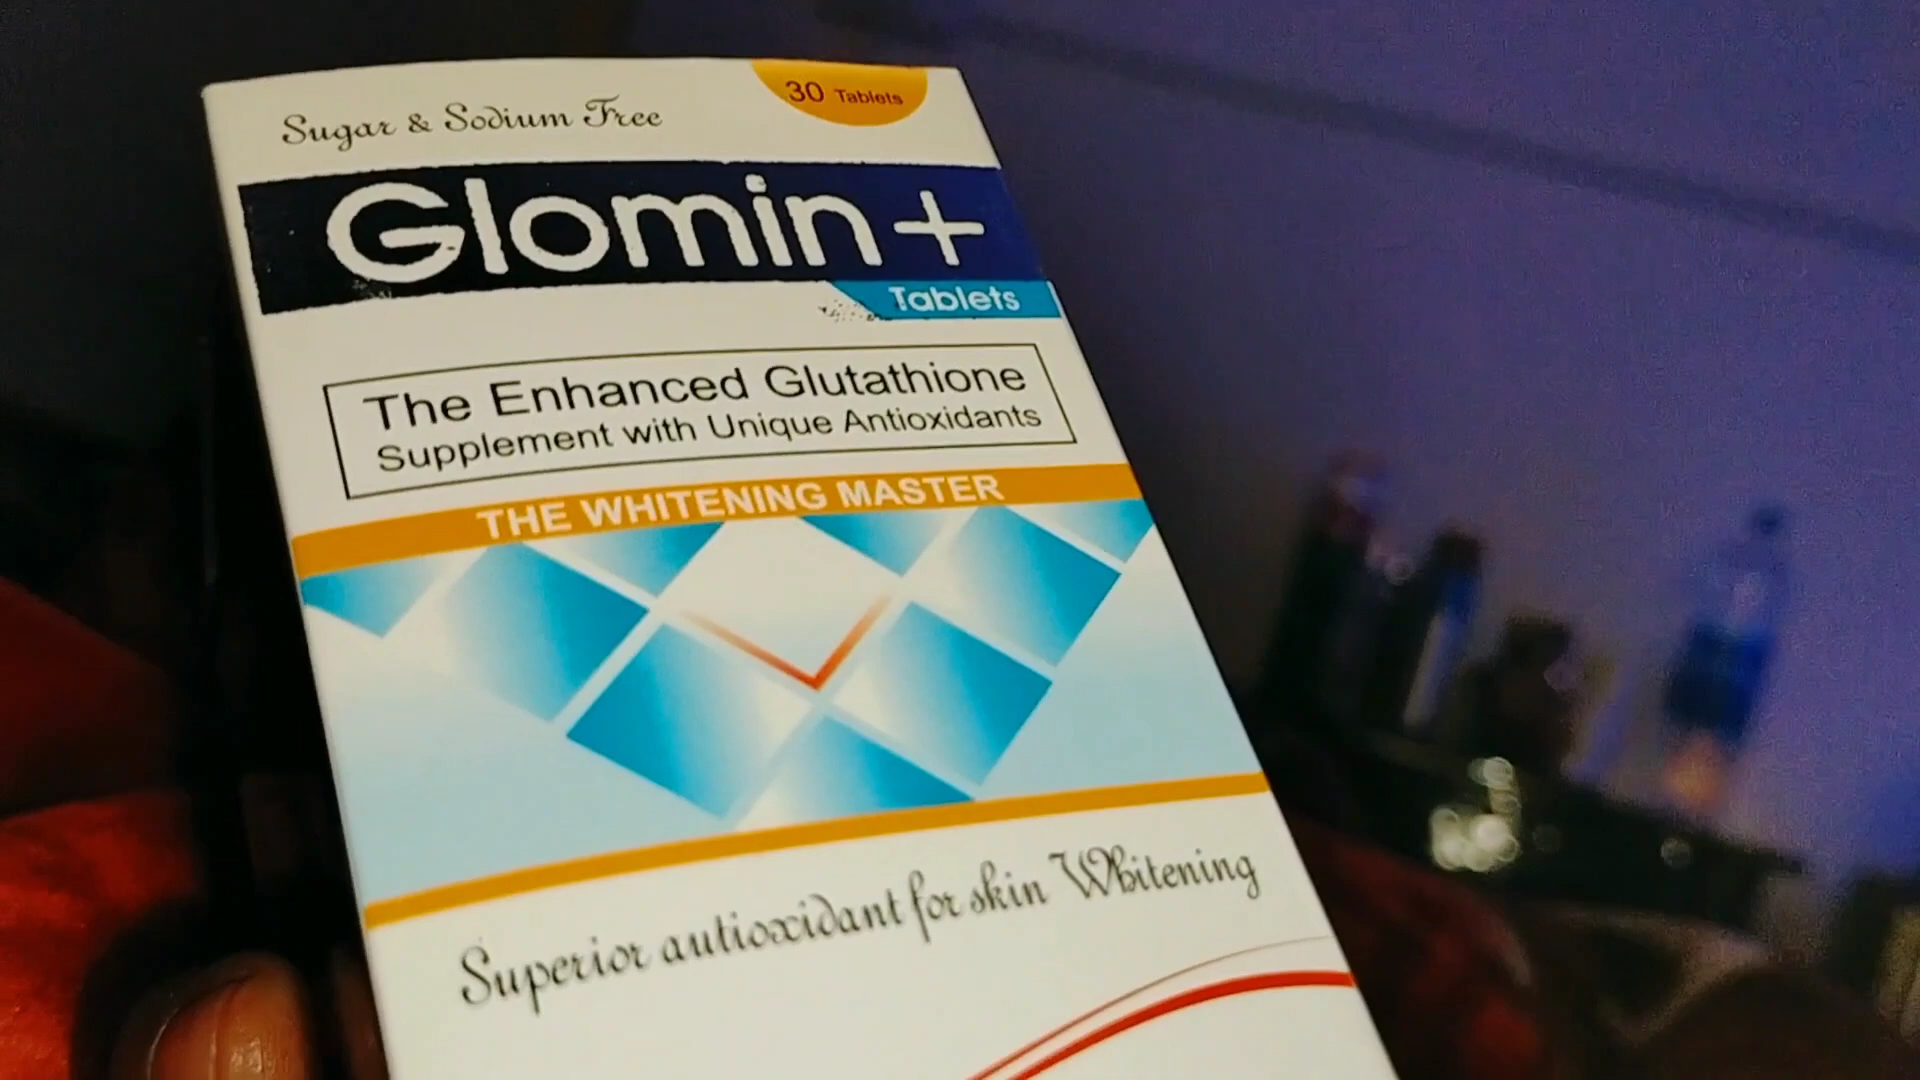 Sugar & Sodium Free
30 Tablets
Glomin+
Tablets
The Enhanced Glutathione
Supplement with Unique Antioxidants
THE WHITENING MASTER
Superior antioxidant for skin Whitening